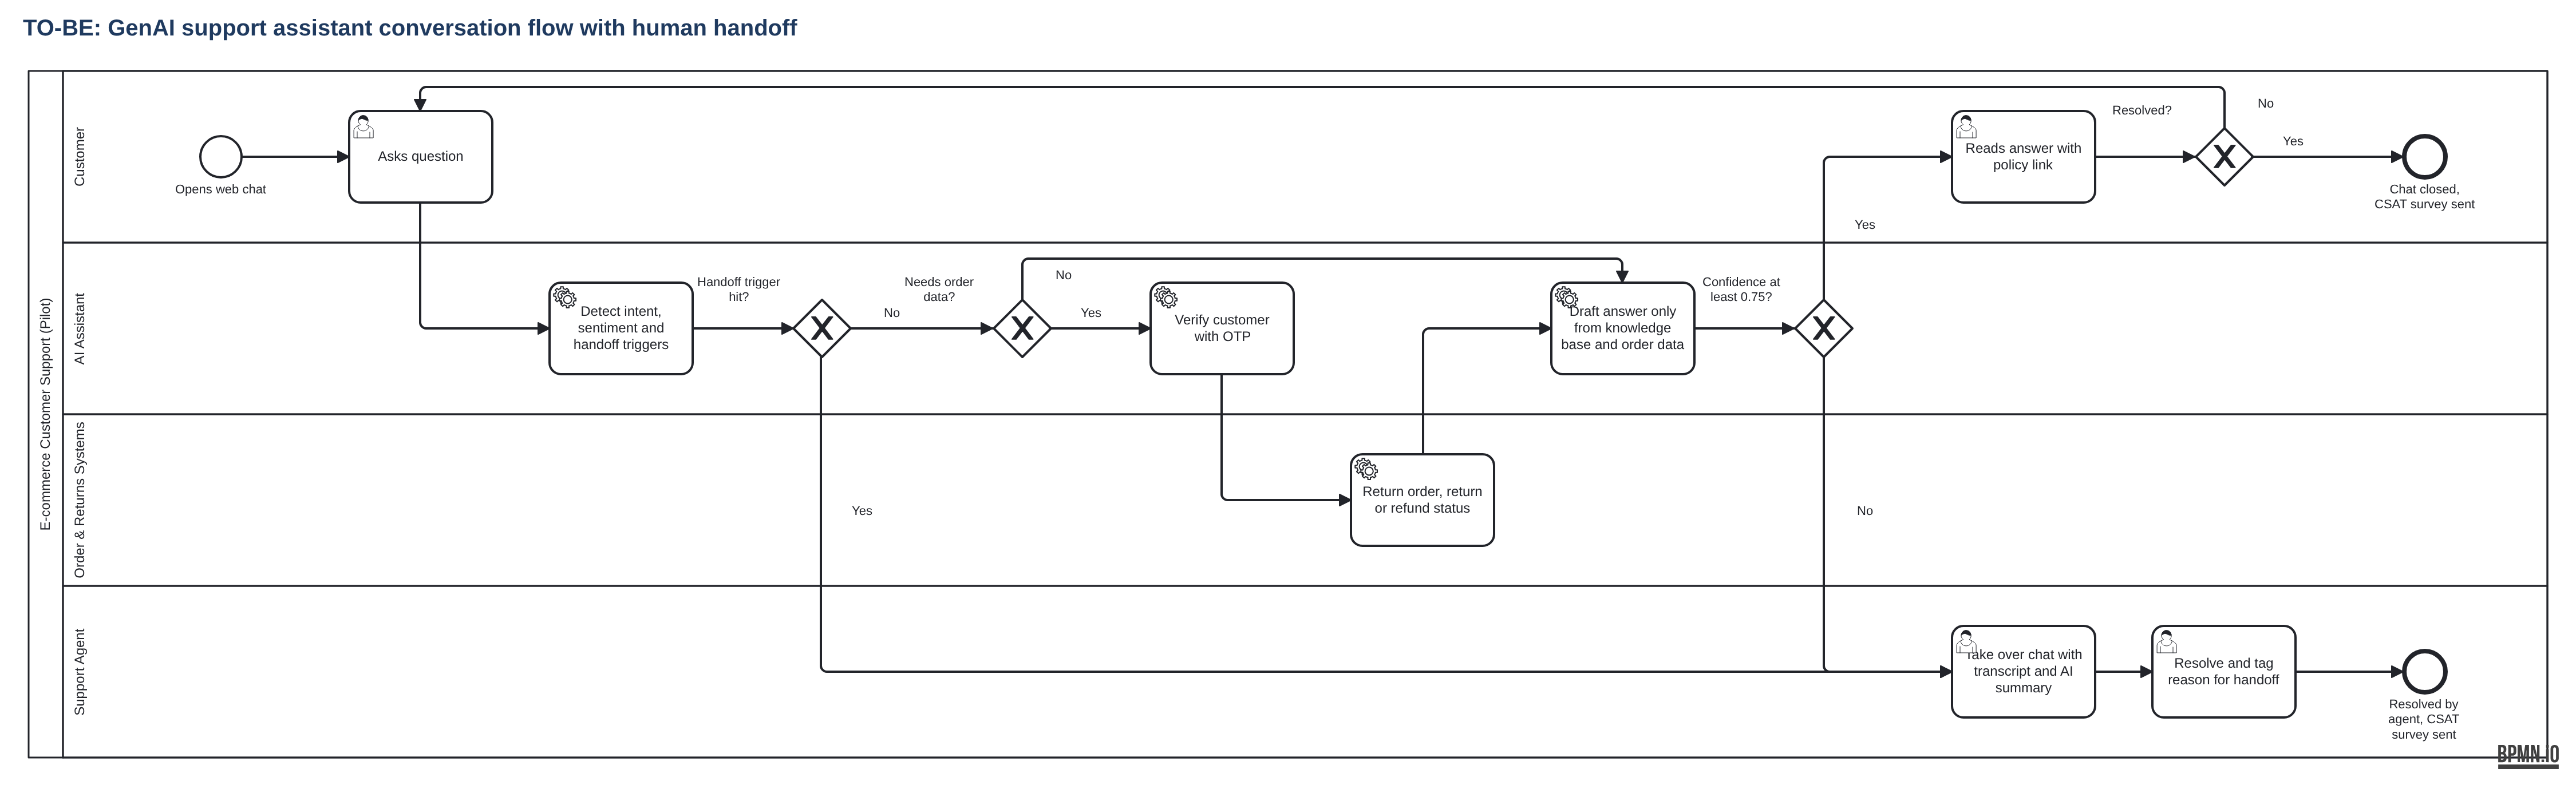 TO-BE: GenAI support assistant conversation flow with human handoff
E-commerce Customer Support (Pilot)
Customer
Opens web chat
Asks question
Reads answer with
policy link
Resolved?
No
Yes
Chat closed,
CSAT survey sent
Yes
AI Assistant
Detect intent,
sentiment and
handoff triggers
Handoff trigger
hit?
No
Needs order
data?
No
Yes
Verify customer
with OTP
Draft answer only
from knowledge
base and order data
Confidence at
least 0.75?
Order & Returns Systems
Yes
Return order, return
or refund status
No
Support Agent
Take over chat with
transcript and AI
summary
Resolve and tag
reason for handoff
Resolved by
agent, CSAT
survey sent
BPMN.IO